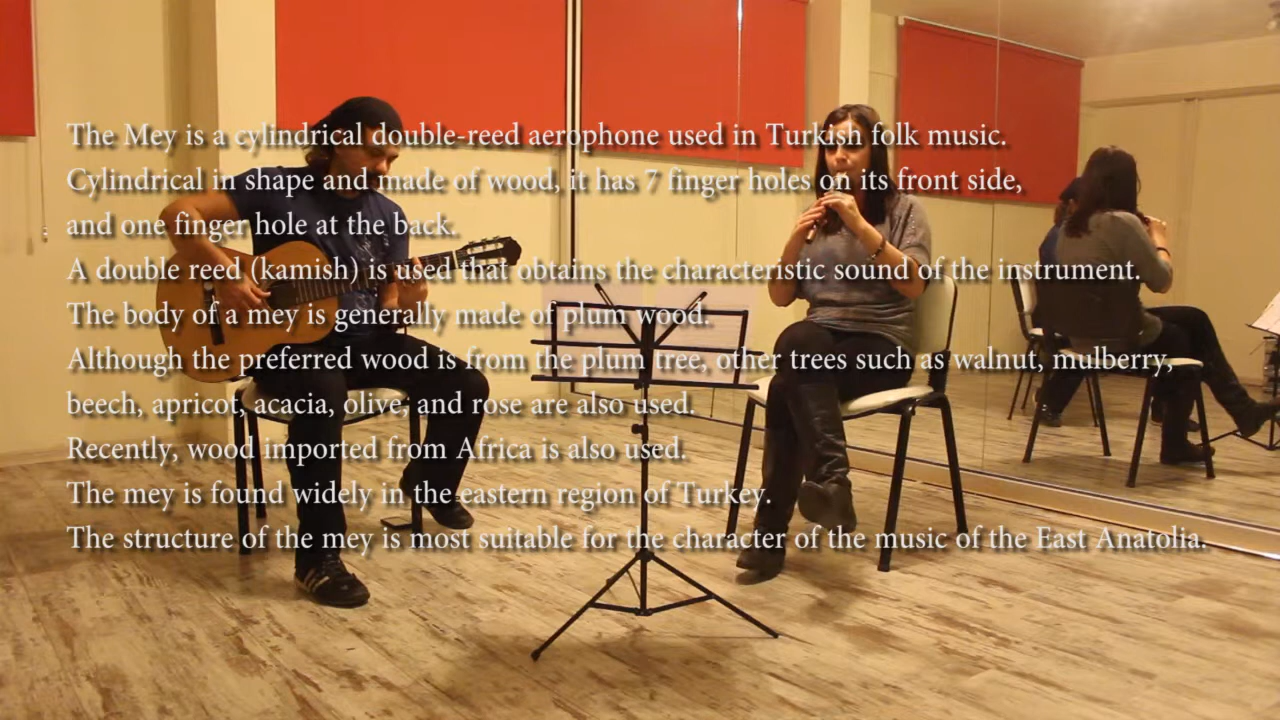 The Mey is a cylindrical double-reed aerophone used in Turkish folk music.
Cylindrical in shape and made of wood, it has 7 finger holes on its front side,
and one finger hole at the back.
A double reed (kamish) is used that obtains the characteristic sound of the instrument.
The body of a mey is generally made of plum wood.
Although the preferred wood is from the plum tree, other trees such as walnut, mulberry,
beech, apricot, acacia, olive, and rose are also used.
Recently, wood imported from Africa is also used.
The mey is found widely in the eastern region of Turkey.
The structure of the mey is most suitable for the character of the music of the East Anatolia.